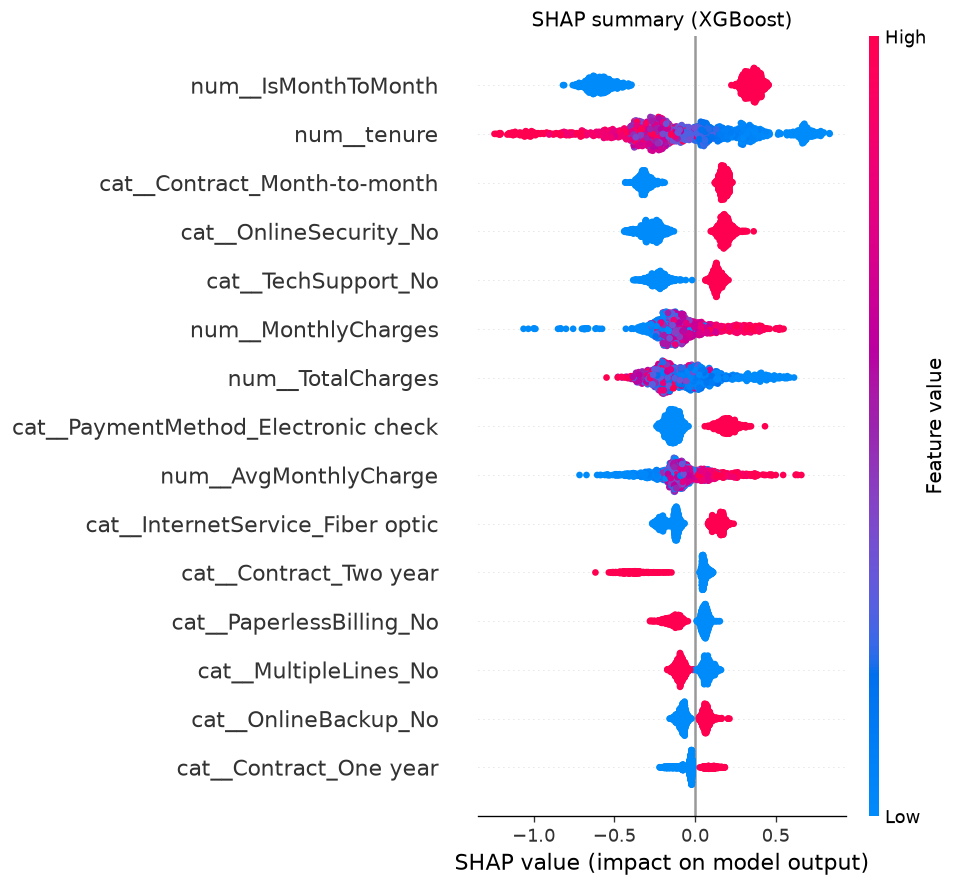 SHAP summary (XGBoost)
High
num__IsMonthToMonth
num__tenure
cat__Contract_Month-to-month
cat__OnlineSecurity_No
cat__TechSupport_No
num__MonthlyCharges
num__TotalCharges
cat__PaymentMethod_Electronic check
num__AvgMonthlyCharge
cat__InternetService_Fiber optic
cat__Contract_Two year
cat__PaperlessBilling_No
cat__MultipleLines_No
cat__OnlineBackup_No
cat__Contract_One year
Feature value
Low
−1.0 −0.5 0.0 0.5
SHAP value (impact on model output)